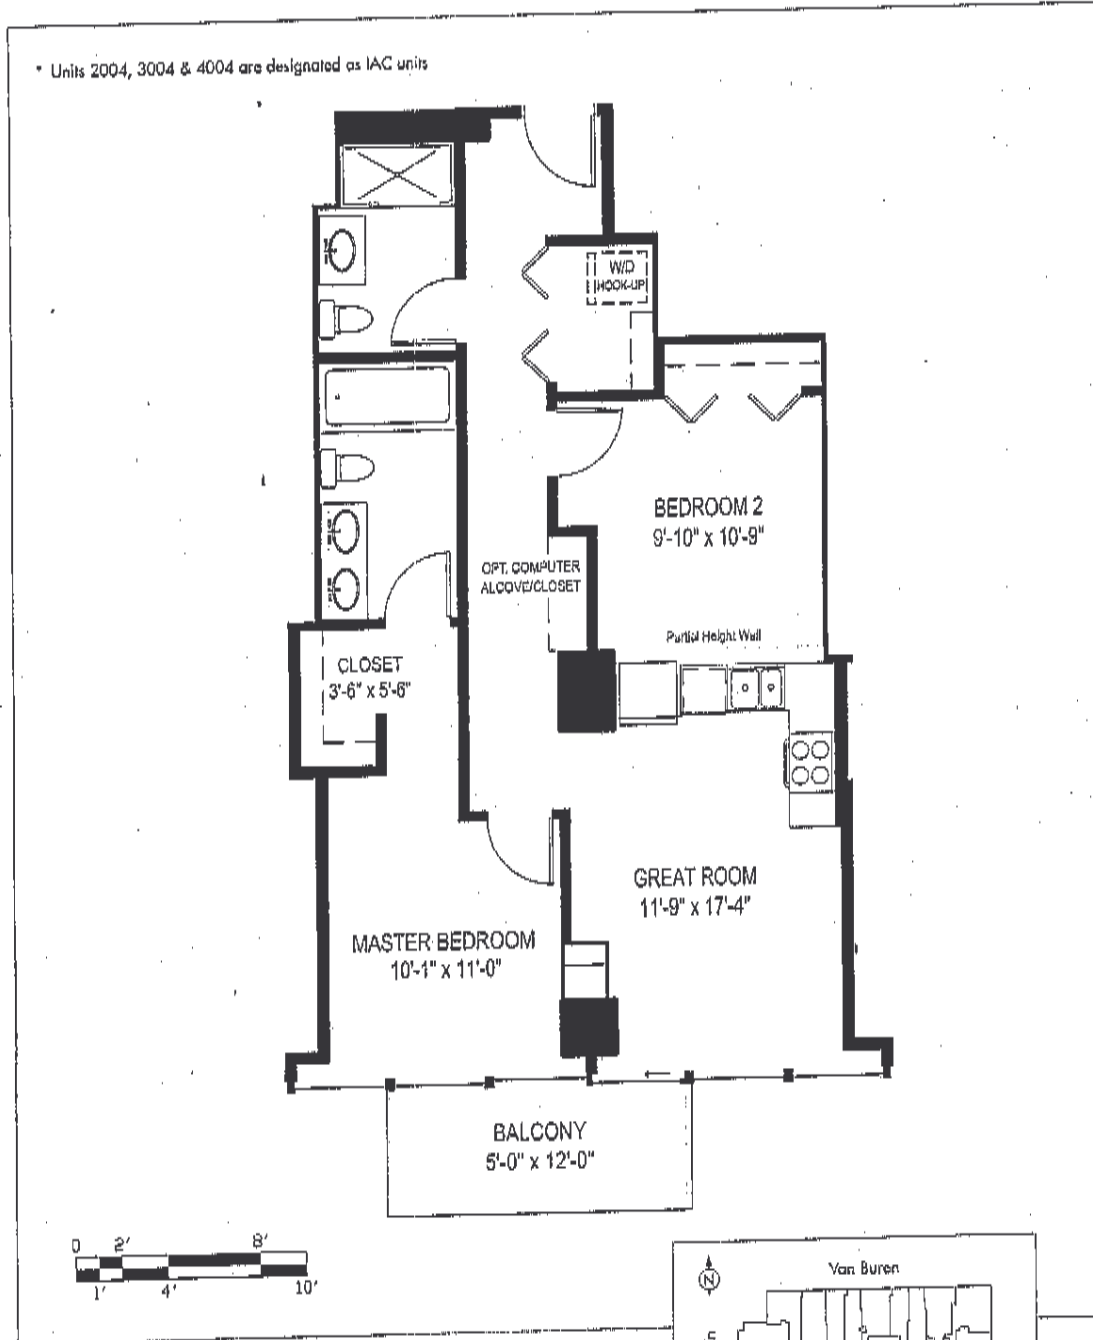 * Units 2004, 3004 & 4004 are designated as IAC units
W/D
HOOK-UP
BEDROOM 2
9'-10" x 10'-9"
OPT. COMPUTER
ALCOVE/CLOSET
Partial Height Wall
CLOSET
3'-6" x 5'-6"
GREAT ROOM
11'-9" x 17'-4"
MASTER BEDROOM
10'-1" x 11'-0"
BALCONY
5'-0" x 12'-0"
0 2' 8'
1' 4' 10'
N
Van Buren